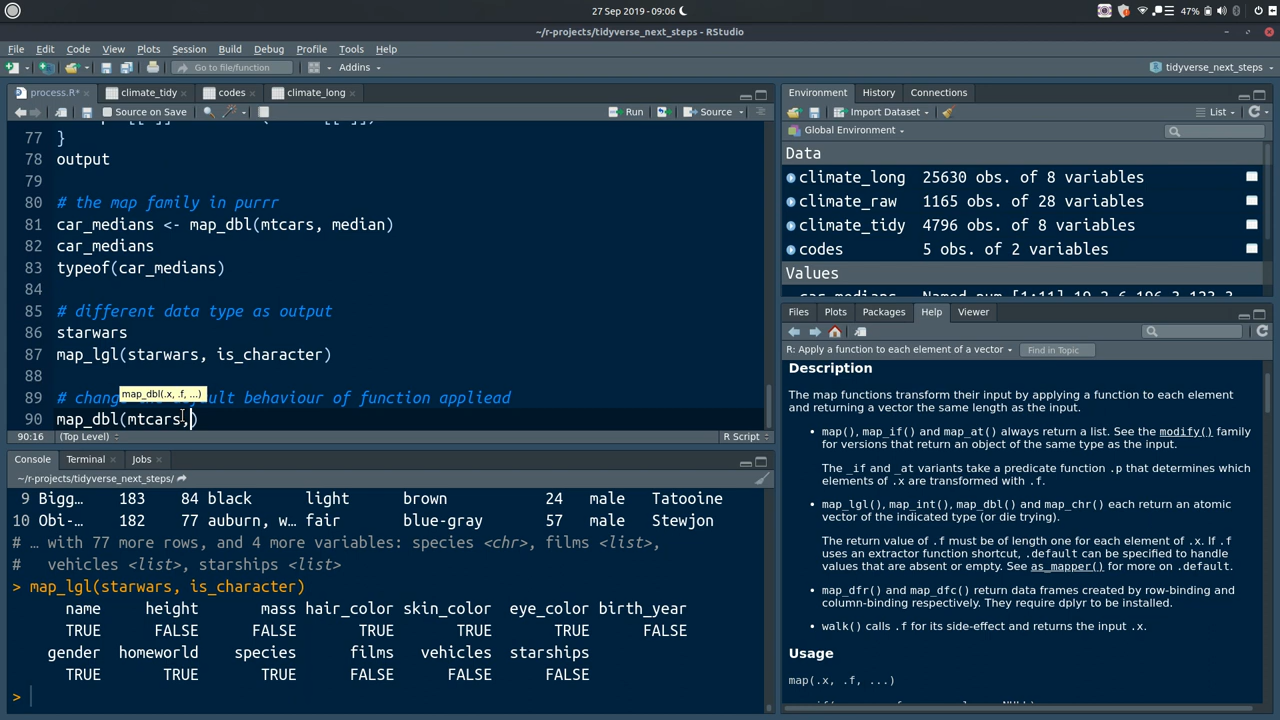 27 Sep 2019 - 09:06
47%
~/r-projects/tidyverse_next_steps - RStudio
File Edit Code View Plots Session Build Debug Profile Tools Help
Go to file/function
Addins
tidyverse_next_steps
process.R*
climate_tidy
codes
climate_long
Source on Save
Run
Source
77 }
78 output
79
80 # the map family in purrr
81 car_medians <- map_dbl(mtcars, median)
82 car_medians
83 typeof(car_medians)
84
85 # different data type as output
86 starwars
87 map_lgl(starwars, is_character)
88
map_dbl(.x, .f, ...)
89 # chang ult behaviour of function appliead
90 map_dbl(mtcars,)
90:16 (Top Level)
R Script
Console Terminal Jobs
~/r-projects/tidyverse_next_steps/
9 Bigg… 183 84 black light brown 24 male Tatooine
10 Obi-… 182 77 auburn, w… fair blue-gray 57 male Stewjon
# … with 77 more rows, and 4 more variables: species <chr>, films <list>,
# vehicles <list>, starships <list>
> map_lgl(starwars, is_character)
name height mass hair_color skin_color eye_color birth_year
TRUE FALSE FALSE TRUE TRUE TRUE FALSE
gender homeworld species films vehicles starships
TRUE TRUE TRUE FALSE FALSE FALSE
>
Environment History Connections
Import Dataset
List
Global Environment
Data
climate_long 25630 obs. of 8 variables
climate_raw 1165 obs. of 28 variables
climate_tidy 4796 obs. of 8 variables
codes 5 obs. of 2 variables
Values
car_medians Named num [1:11] 19.2 6 196.3 123 3
Files Plots Packages Help Viewer
R: Apply a function to each element of a vector
Find in Topic
Description
The map functions transform their input by applying a function to each element
and returning a vector the same length as the input.
• map(), map_if() and map_at() always return a list. See the modify() family
for versions that return an object of the same type as the input.
The _if and _at variants take a predicate function .p that determines which
elements of .x are transformed with .f.
• map_lgl(), map_int(), map_dbl() and map_chr() each return an atomic
vector of the indicated type (or die trying).
The return value of .f must be of length one for each element of .x. If .f
uses an extractor function shortcut, .default can be specified to handle
values that are absent or empty. See as_mapper() for more on .default.
• map_dfr() and map_dfc() return data frames created by row-binding and
column-binding respectively. They require dplyr to be installed.
• walk() calls .f for its side-effect and returns the input .x.
Usage
map(.x, .f, ...)